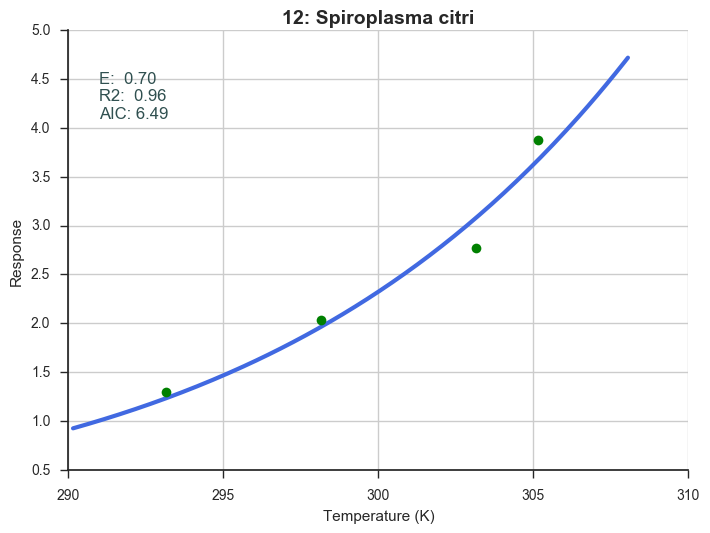 12: Spiroplasma citri
E:  0.70
R2:  0.96
AIC: 6.49
5.0
4.5
4.0
3.5
3.0
2.5
2.0
1.5
1.0
0.5
Response
290 295 300 305 310
Temperature (K)